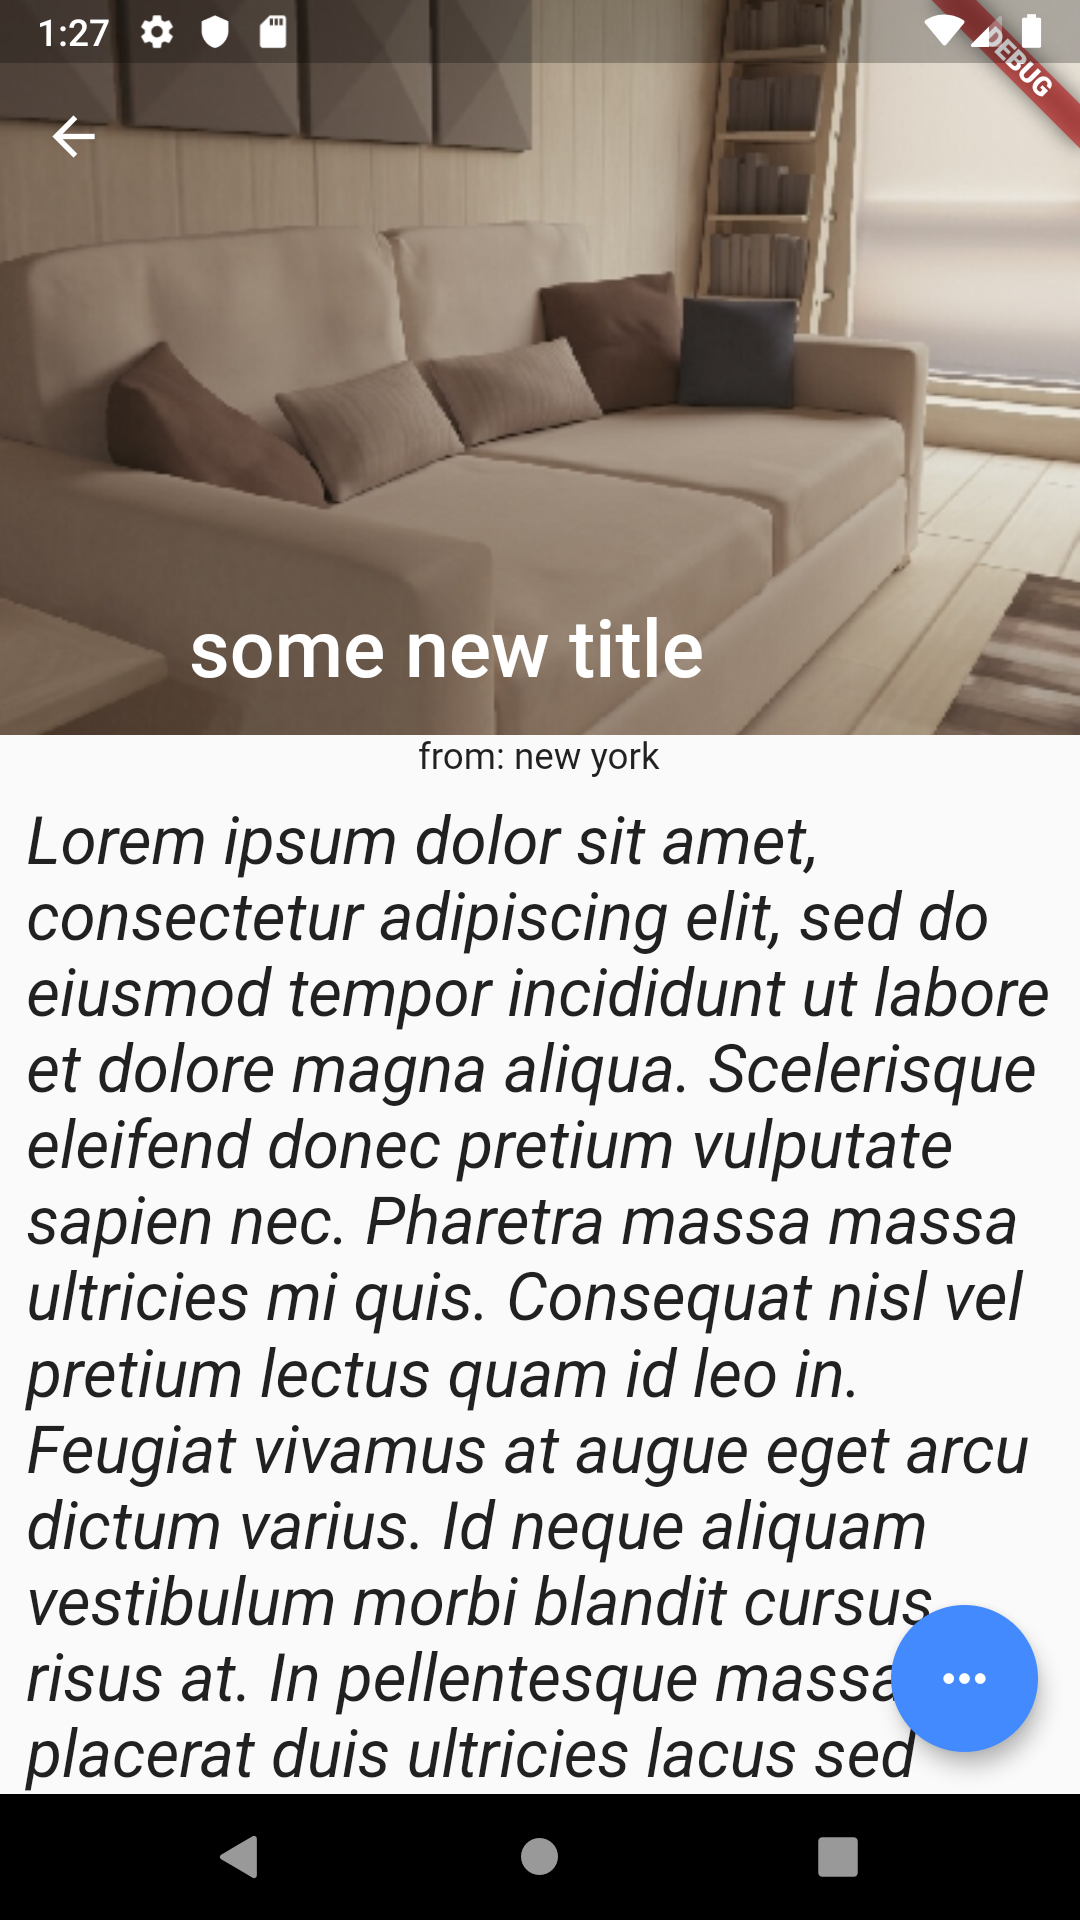 1:27
DEBUG
some new title
from: new york
Lorem ipsum dolor sit amet,
consectetur adipiscing elit, sed do
eiusmod tempor incididunt ut labore
et dolore magna aliqua. Scelerisque
eleifend donec pretium vulputate
sapien nec. Pharetra massa massa
ultricies mi quis. Consequat nisl vel
pretium lectus quam id leo in.
Feugiat vivamus at augue eget arcu
dictum varius. Id neque aliquam
vestibulum morbi blandit cursus
risus at. In pellentesque massa
placerat duis ultricies lacus sed